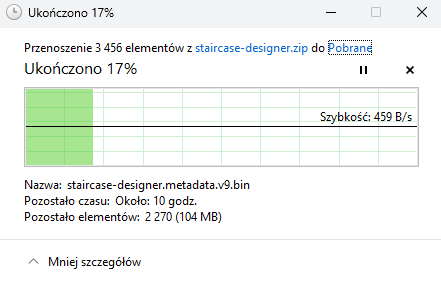 Ukończono 17%
Przenoszenie 3 456 elementów z staircase-designer.zip do Pobrane
Ukończono 17%
Szybkość: 459 B/s
Nazwa: staircase-designer.metadata.v9.bin
Pozostało czasu: Około: 10 godz.
Pozostało elementów: 2 270 (104 MB)
Mniej szczegółów